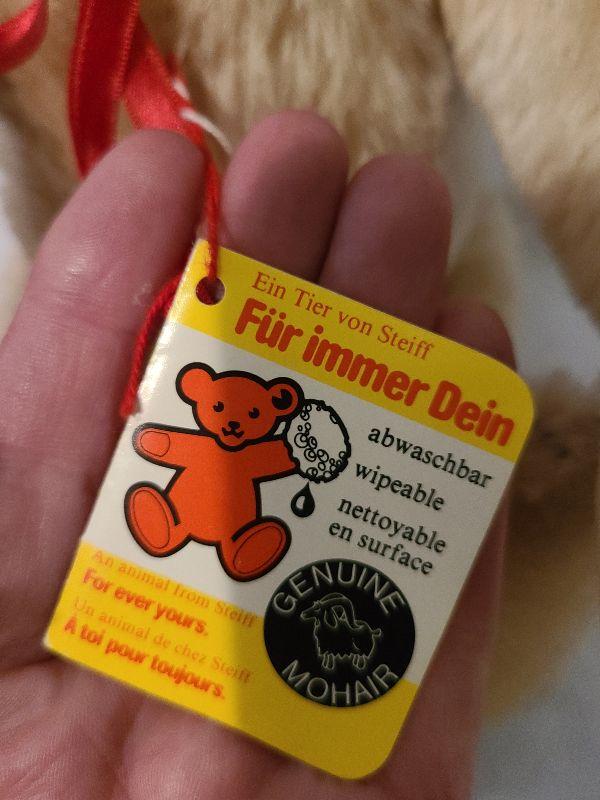 Ein Tier von Steiff
Für immer Dein
abwaschbar
wipeable
nettoyable
en surface
An animal from Steiff
For ever yours.
Un animal de chez Steiff
A toi pour toujours.
GENUINE
MOHAIR